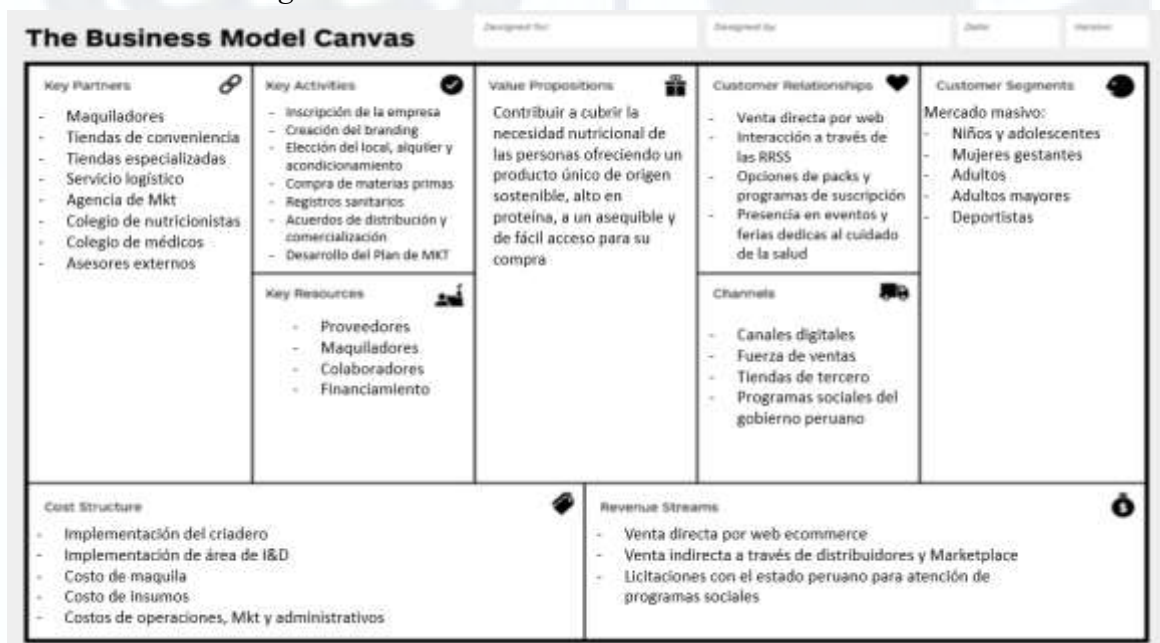 The Business Model Canvas
Designed for:
Designed by:
Date:
Version:
Key Partners
- Maquiladores
- Tiendas de conveniencia
- Tiendas especializadas
- Servicio logístico
- Agencia de Mkt
- Colegio de nutricionistas
- Colegio de médicos
- Asesores externos
Key Activities
- Inscripción de la empresa
- Creación del branding
- Elección del local, alquiler y
acondicionamiento
- Compra de materias primas
- Registros sanitarios
- Acuerdos de distribución y
comercialización
- Desarrollo del Plan de MKT
Key Resources
- Proveedores
- Maquiladores
- Colaboradores
- Financiamiento
Value Propositions
Contribuir a cubrir la
necesidad nutricional de
las personas ofreciendo un
producto único de origen
sostenible, alto en
proteína, a un asequible y
de fácil acceso para su
compra
Customer Relationships
- Venta directa por web
- Interacción a través de
las RRSS
- Opciones de packs y
programas de suscripción
- Presencia en eventos y
ferias dedicas al cuidado
de la salud
Channels
- Canales digitales
- Fuerza de ventas
- Tiendas de tercero
- Programas sociales del
gobierno peruano
Customer Segments
Mercado masivo:
- Niños y adolescentes
- Mujeres gestantes
- Adultos
- Adultos mayores
- Deportistas
Cost Structure
- Implementación del criadero
- Implementación de área de I&D
- Costo de maquila
- Costo de insumos
- Costos de operaciones, Mkt y administrativos
Revenue Streams
- Venta directa por web ecommerce
- Venta indirecta a través de distribuidores y Marketplace
- Licitaciones con el estado peruano para atención de
programas sociales